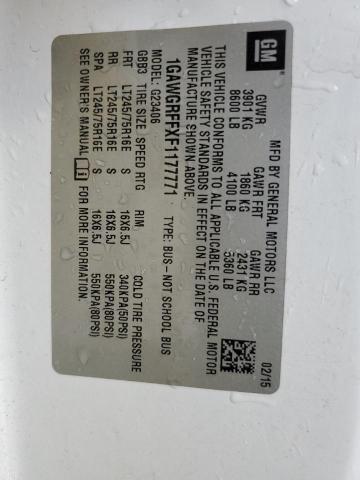 GM
MFD BY GENERAL MOTORS LLC
02/15
GVWR GAWR FRT GAWR RR
3901 KG 1860 KG 2431 KG
8600 LB 4100 LB 5360 LB
THIS VEHICLE CONFORMS TO ALL APPLICABLE U.S. FEDERAL MOTOR
VEHICLE SAFETY STANDARDS IN EFFECT ON THE DATE OF
MANUFACTURE SHOWN ABOVE.
1GAWGRFFXF1177771 TYPE: BUS–NOT SCHOOL BUS
MODEL: G23406
GBB3 TIRE SIZE SPEED RTG RIM COLD TIRE PRESSURE
FRT LT245/75R16E S 16X6.5J 340KPA(50PSI)
RR LT245/75R16E S 16X6.5J 550KPA(80PSI)
SPA LT245/75R16E S 16X6.5J 550KPA(80PSI)
SEE OWNER'S MANUAL FOR MORE INFORMATION.